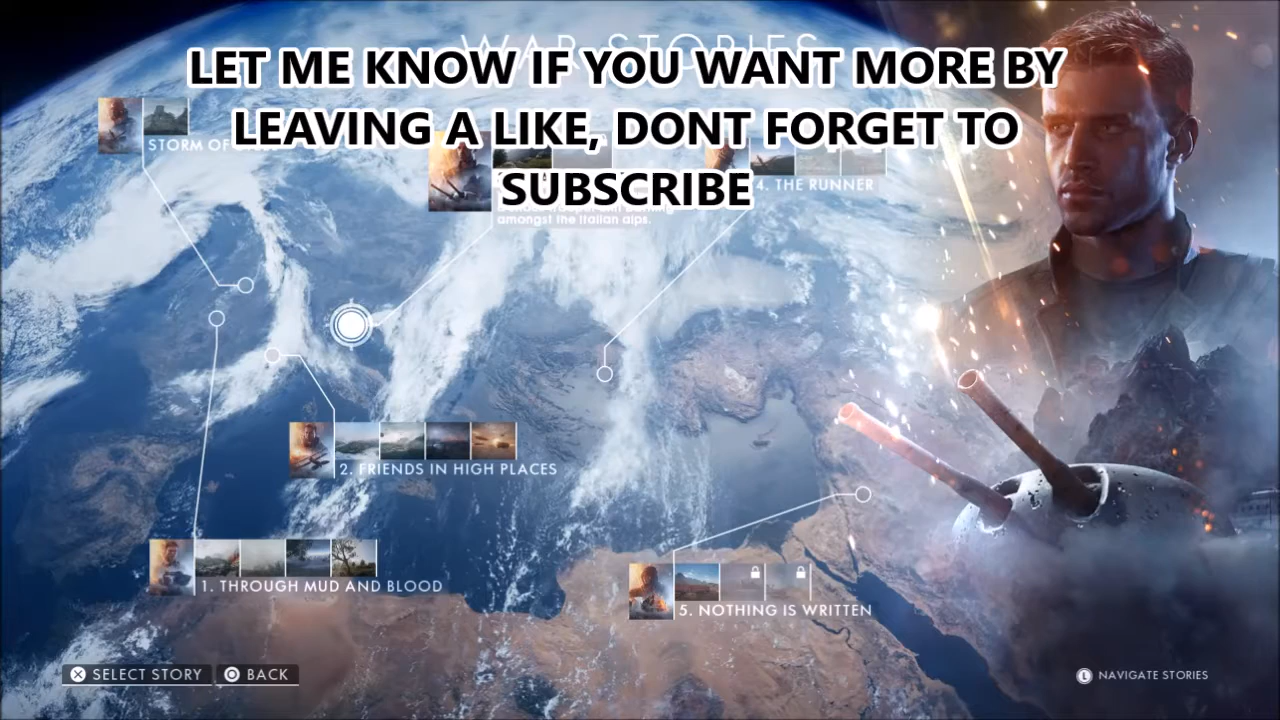 WAR STORIES
LET ME KNOW IF YOU WANT MORE BY
LEAVING A LIKE, DONT FORGET TO
SUBSCRIBE
STORM OF
4. THE RUNNER
amongst the Italian alps.
2. FRIENDS IN HIGH PLACES
1. THROUGH MUD AND BLOOD
5. NOTHING IS WRITTEN
SELECT STORY
BACK
L NAVIGATE STORIES